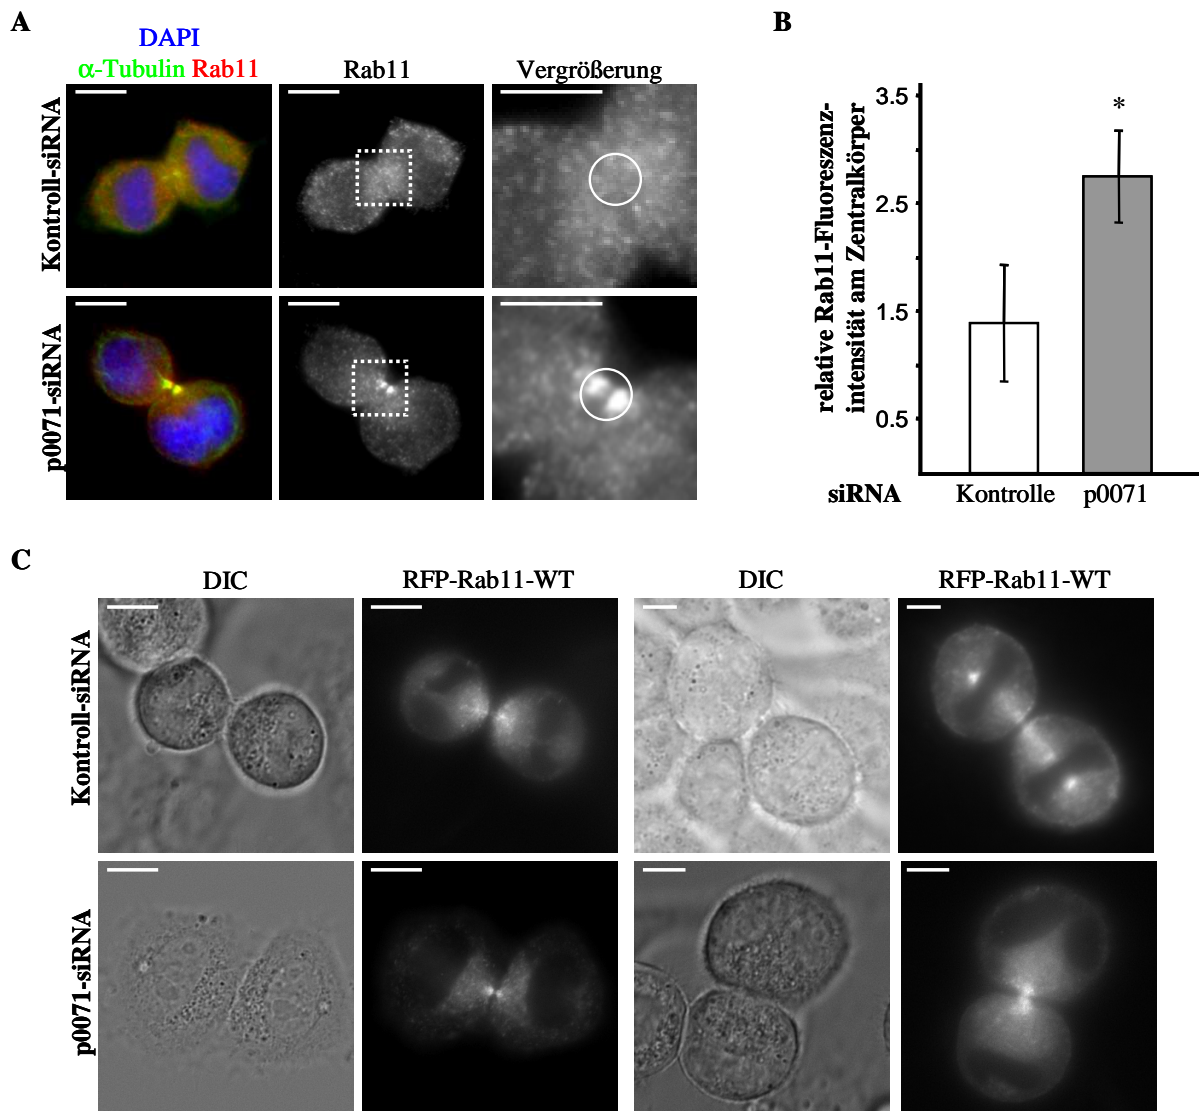 A
DAPI
α-Tubulin Rab11
Rab11
Vergrößerung
Kontroll-siRNA
p0071-siRNA
B
relative Rab11-Fluoreszenz-
intensität am Zentralkörper
3.5
2.5
1.5
0.5
*
siRNA
Kontrolle
p0071
C
DIC
RFP-Rab11-WT
DIC
RFP-Rab11-WT
Kontroll-siRNA
p0071-siRNA